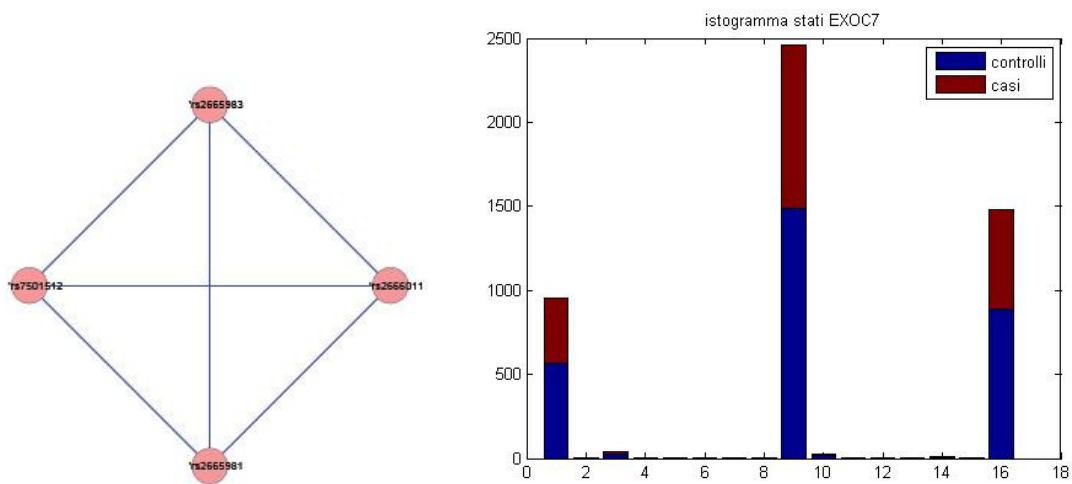 'rs2665983
'rs7501512
'rs2666011
'rs2665981
istogramma stati EXOC7
controlli
casi
2500
2000
1500
1000
500
0
0 2 4 6 8 10 12 14 16 18